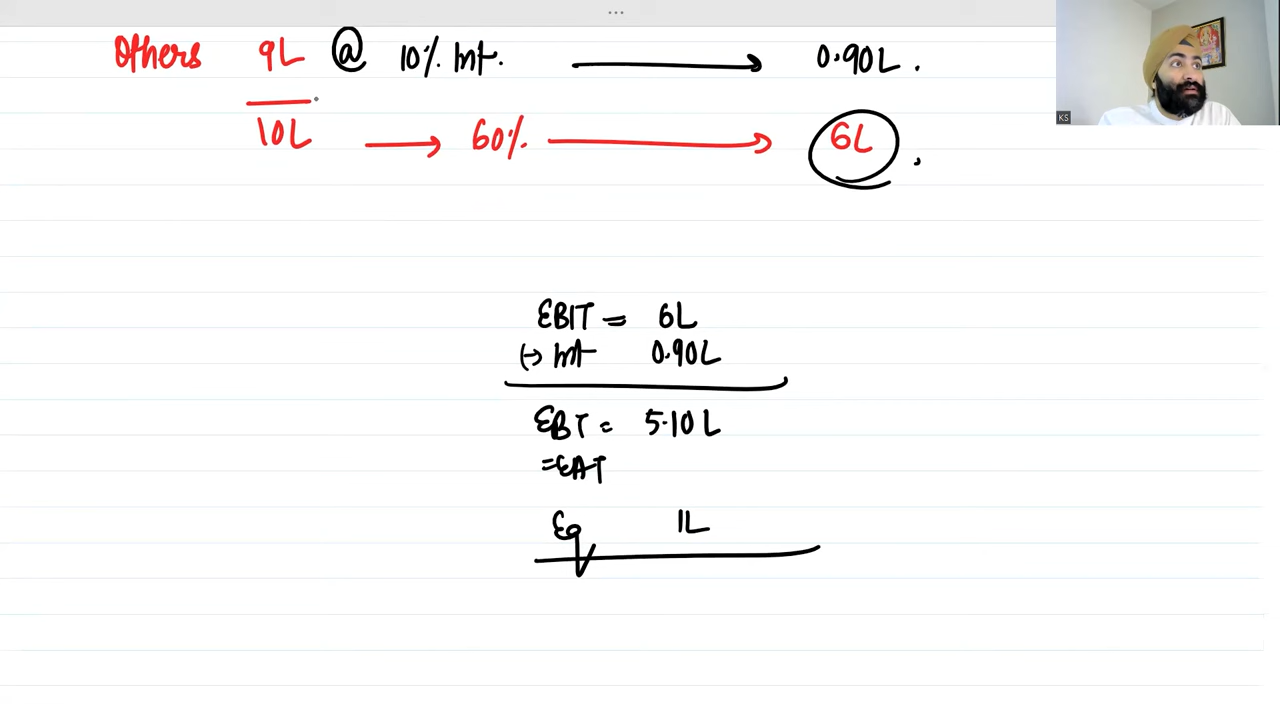 Others 9L @ 10% Int. → 0.90L.
10L → 60% → 6L.
EBIT = 6L
(-) Int 0.90L
EBT = 5.10L
=EAT
Eq 1L
KS